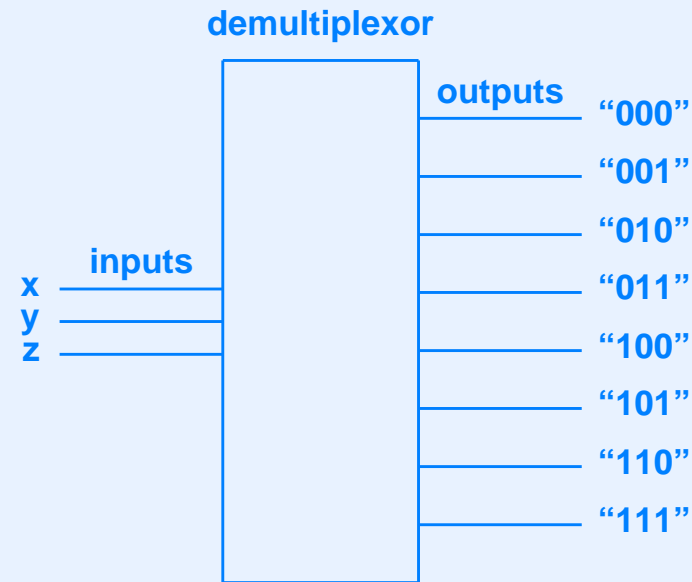 demultiplexor
outputs
“000”
“001”
“010”
inputs
x
“011”
y
z
“100”
“101”
“110”
“111”